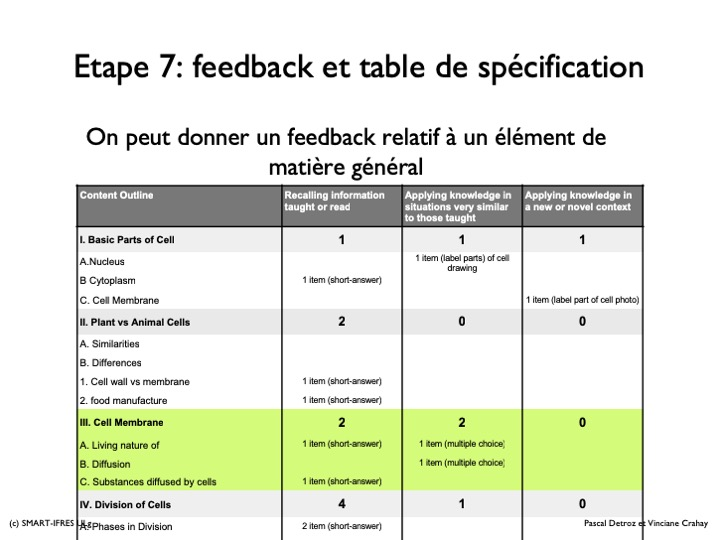 Etape 7: feedback et table de spécification
On peut donner un feedback relatif à un élément de
matière général
Content Outline
Recalling information
taught or read
Applying knowledge in
situations very similar
to those taught
Applying knowledge in
a new or novel context
I. Basic Parts of Cell 1 1 1
A.Nucleus
1 item (label parts) of cell
drawing
B Cytoplasm 1 item (short-answer)
C. Cell Membrane 1 item (label part of cell photo)
II. Plant vs Animal Cells 2 0 0
A. Similarities
B. Differences
1. Cell wall vs membrane 1 item (short-answer)
2. food manufacture 1 item (short-answer)
III. Cell Membrane 2 2 0
A. Living nature of 1 item (short-answer) 1 item (multiple choice)
B. Diffusion 1 item (multiple choice)
C. Substances diffused by cells 1 item (short-answer)
IV. Division of Cells 4 1 0
A. Phases in Division 2 item (short-answer)
(c) SMART-IFRES
Pascal Detroz et Vinciane Crahay